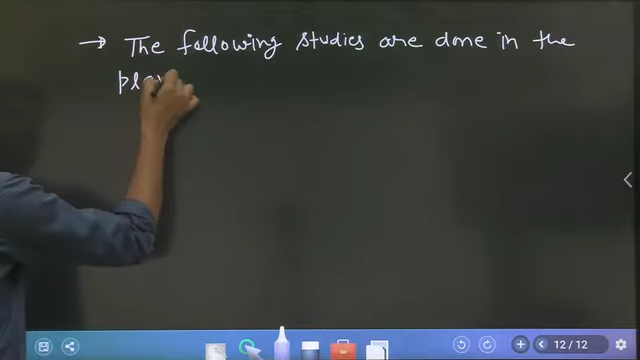 → The following studies are done in the
12 / 12